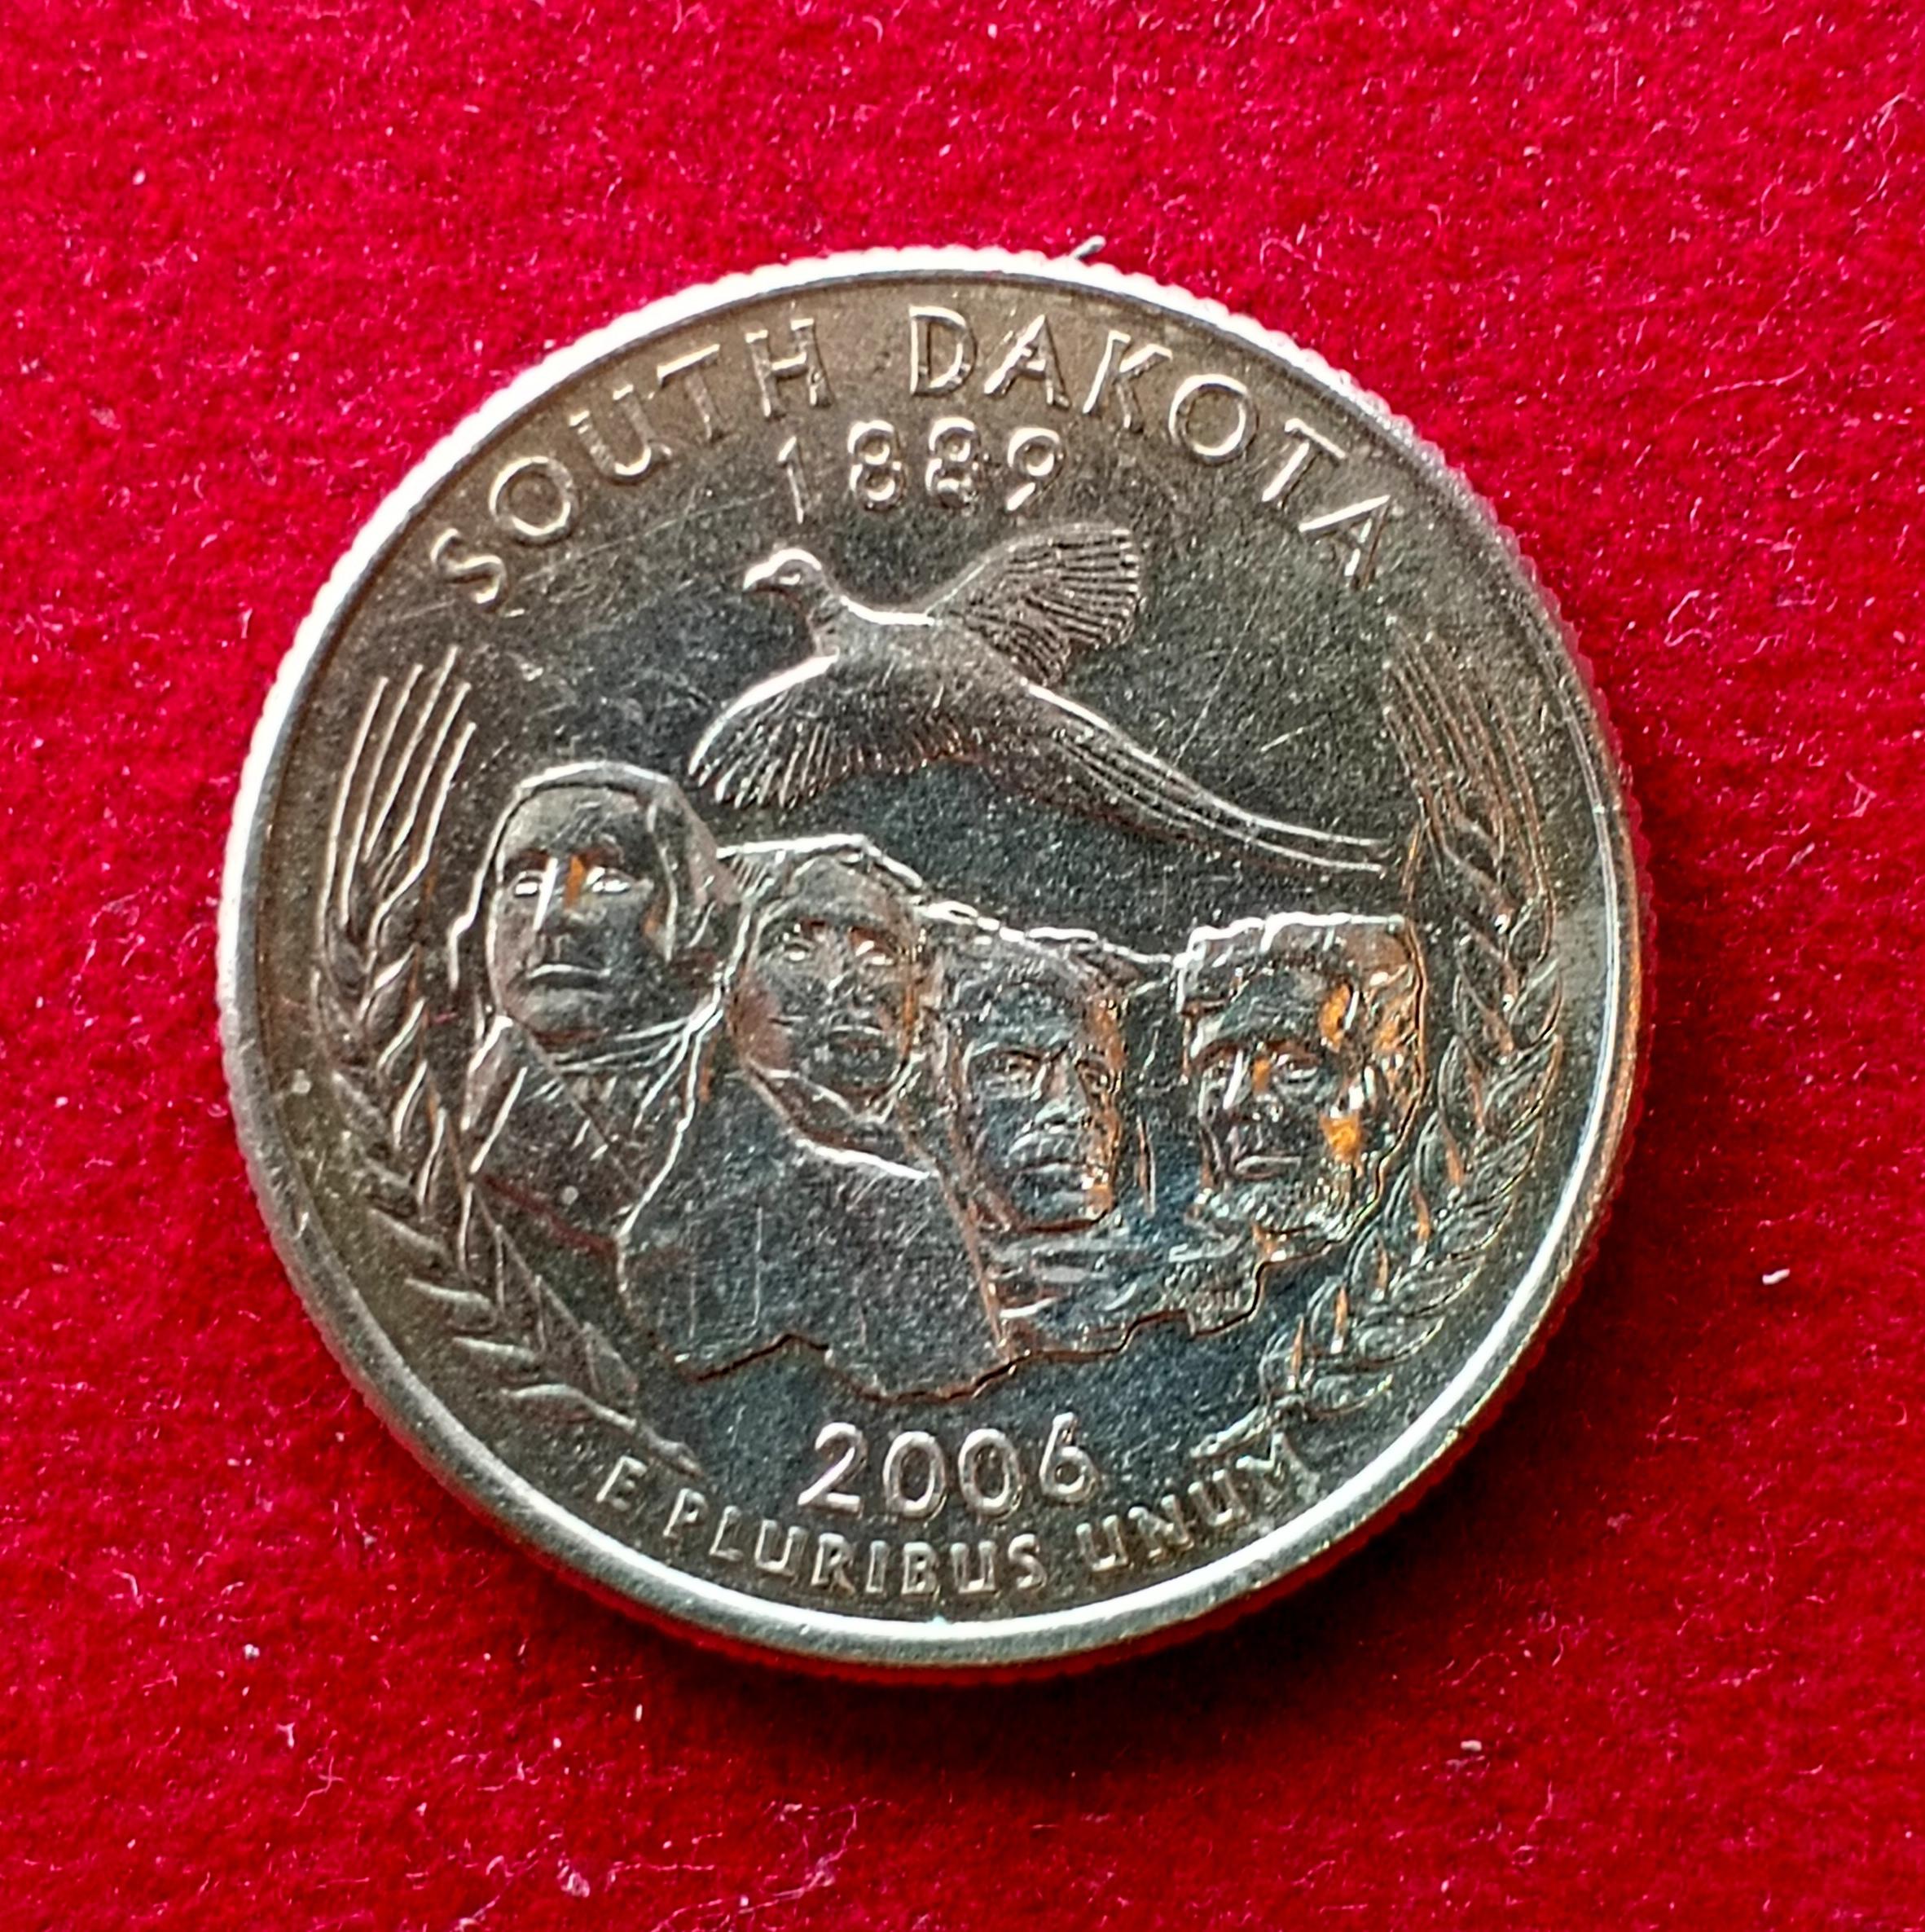 SOUTH DAKOTA
1889
2006
E PLURIBUS UNUM